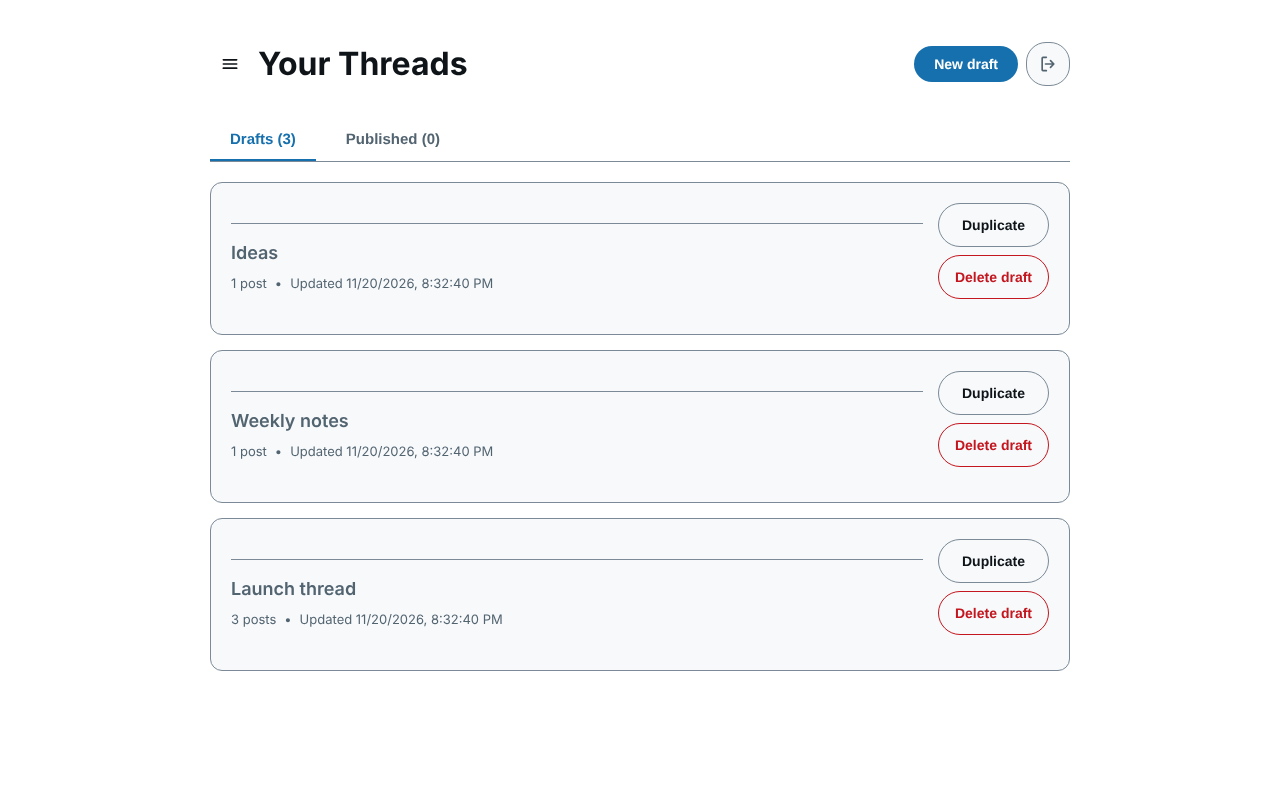 Your Threads
New draft
Drafts (3)
Published (0)
Duplicate
Ideas
1 post • Updated 11/20/2026, 8:32:40 PM
Delete draft
Duplicate
Weekly notes
1 post • Updated 11/20/2026, 8:32:40 PM
Delete draft
Duplicate
Launch thread
3 posts • Updated 11/20/2026, 8:32:40 PM
Delete draft